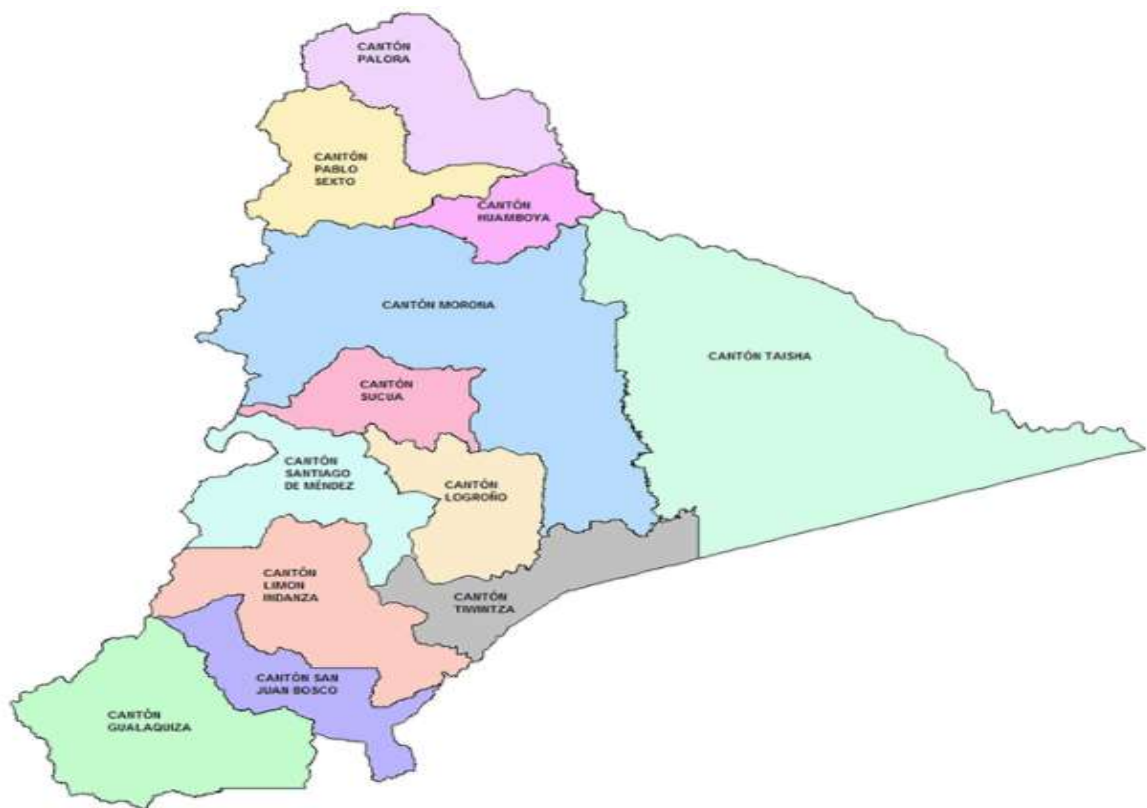 CANTÓN
PALORA
CANTÓN
PABLO
SEXTO
CANTÓN
HUAMBOYA
CANTÓN MORONA
CANTÓN TAISHA
CANTÓN
SUCUA
CANTÓN
SANTIAGO
DE MÉNDEZ
CANTÓN
LOGROÑO
CANTÓN
LIMON
INDANZA
CANTÓN
TIWINTZA
CANTÓN SAN
JUAN BOSCO
CANTÓN
GUALAQUIZA